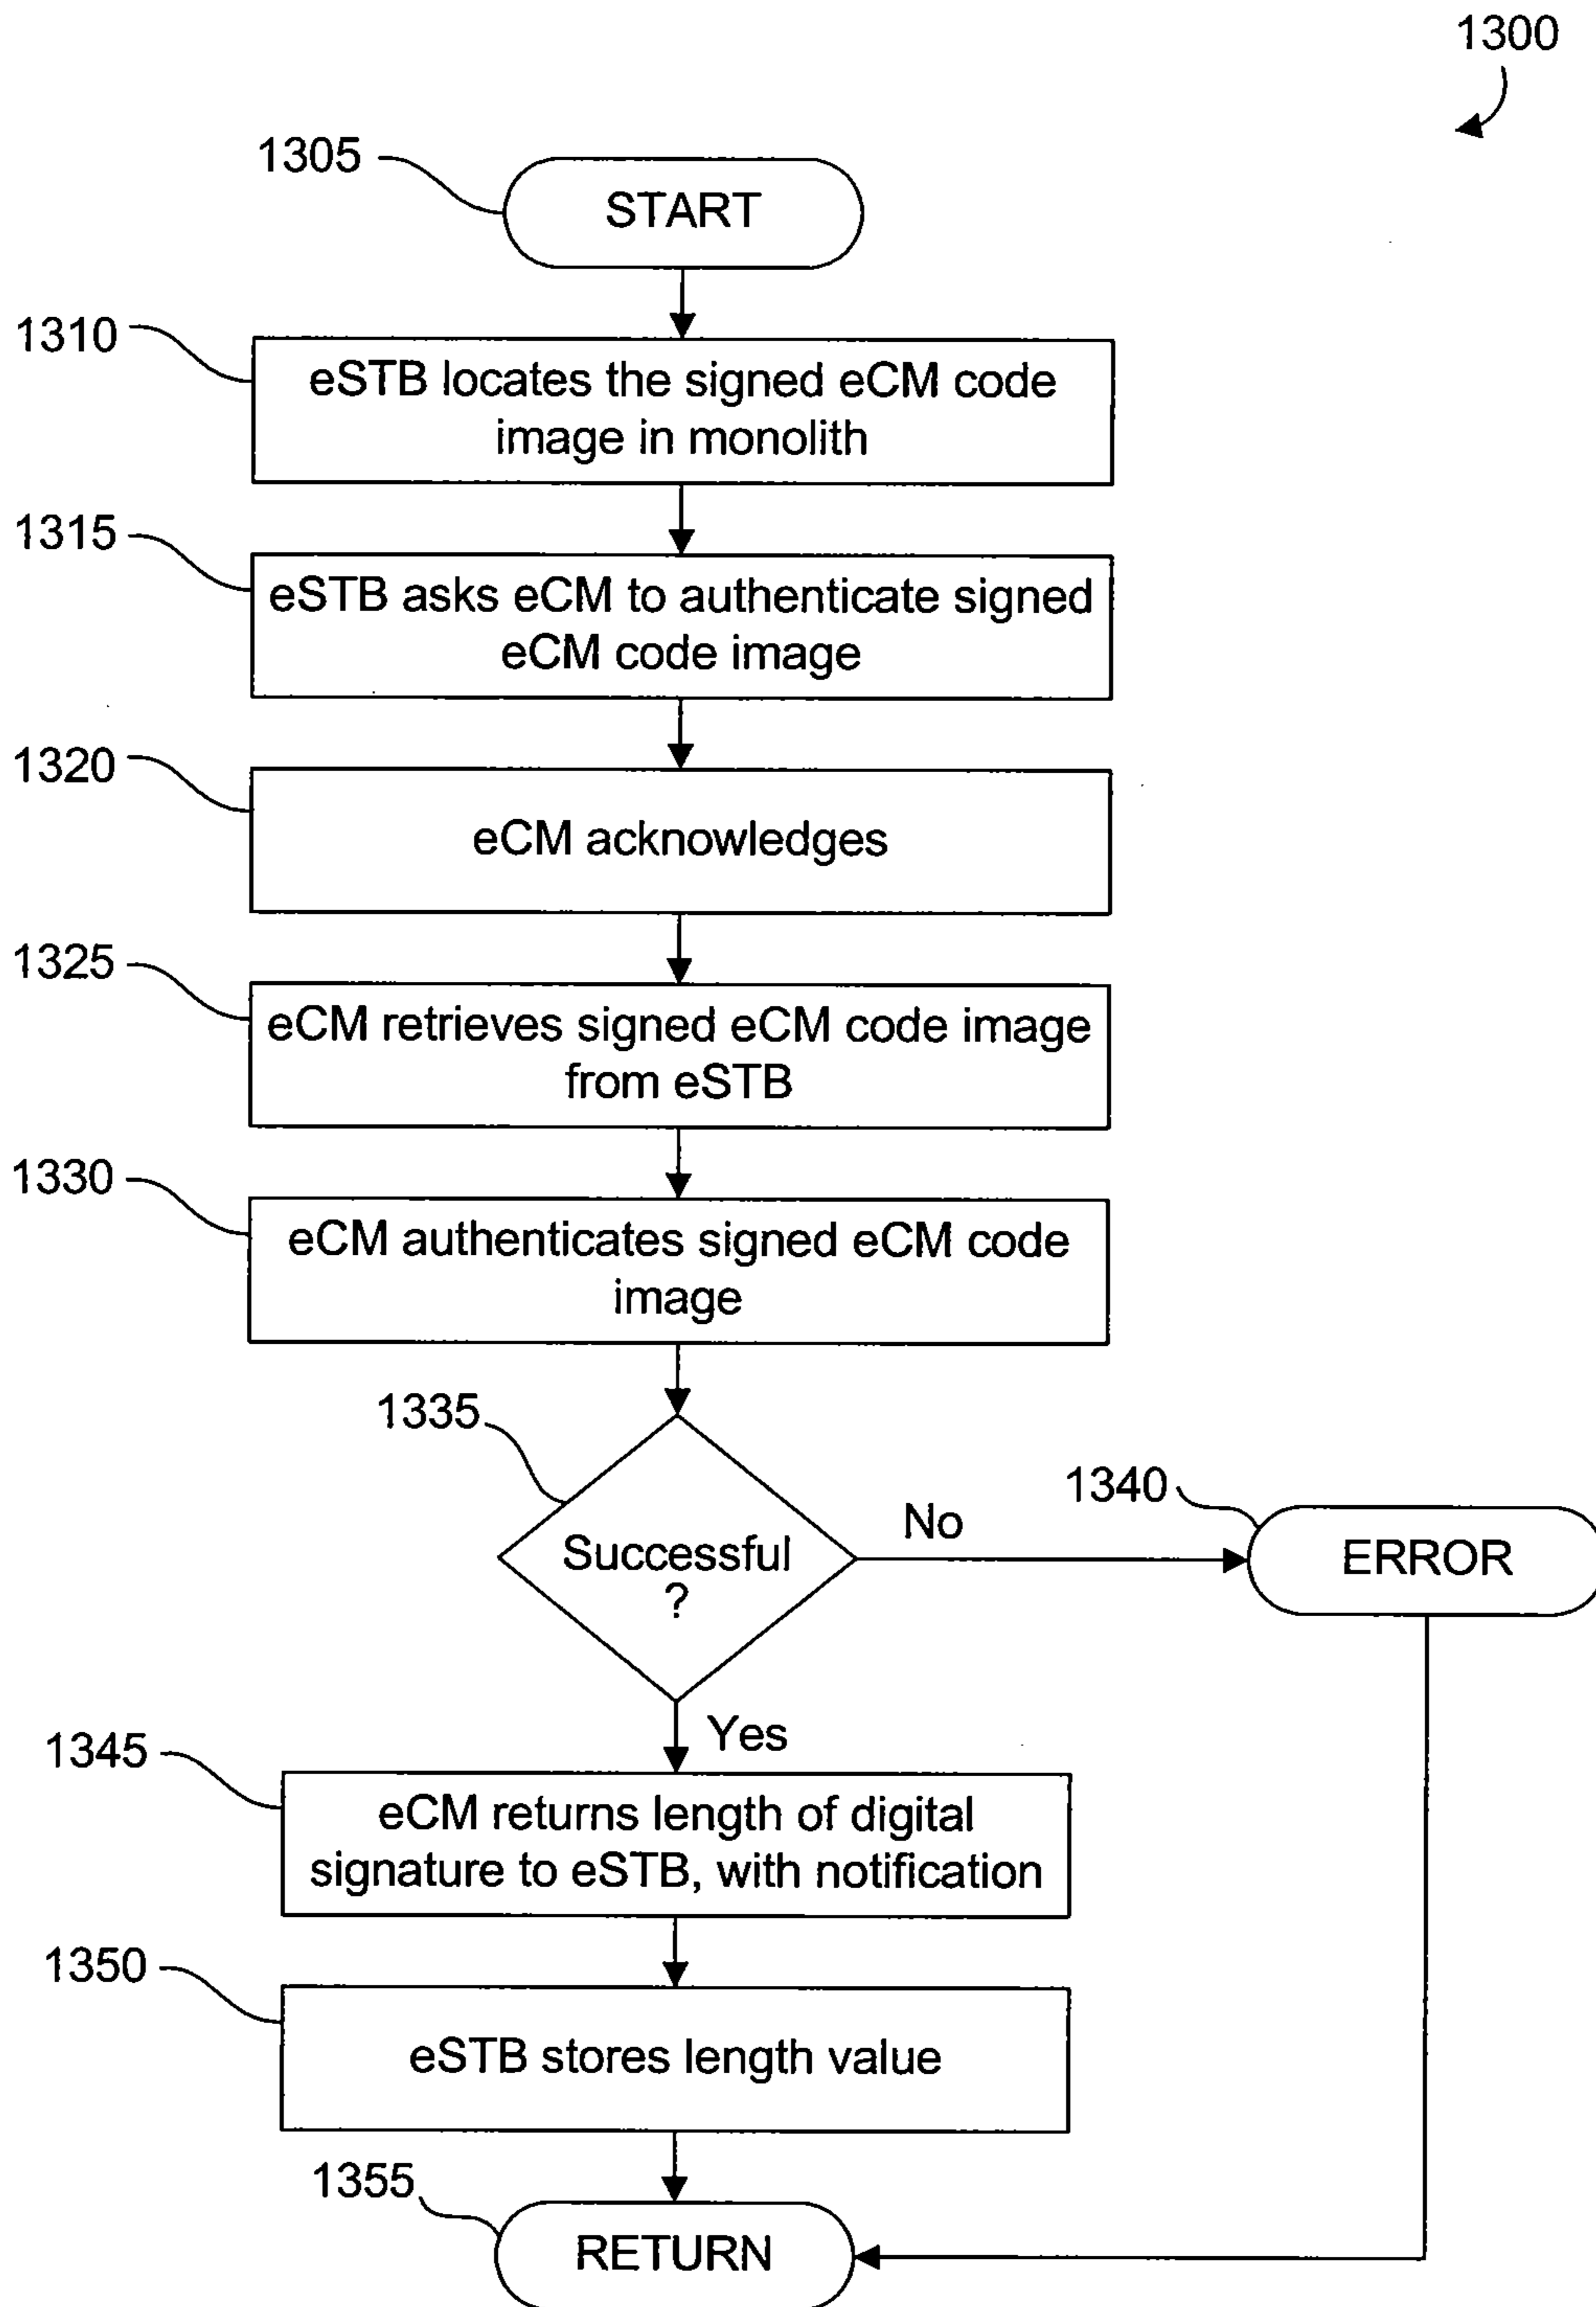 1300
1305
START
1310
eSTB locates the signed eCM code
image in monolith
1315
eSTB asks eCM to authenticate signed
eCM code image
1320
eCM acknowledges
1325
eCM retrieves signed eCM code image
from eSTB
1330
eCM authenticates signed eCM code
image
1335
Successful
?
No
1340
ERROR
Yes
1345
eCM returns length of digital
signature to eSTB, with notification
1350
eSTB stores length value
1355
RETURN